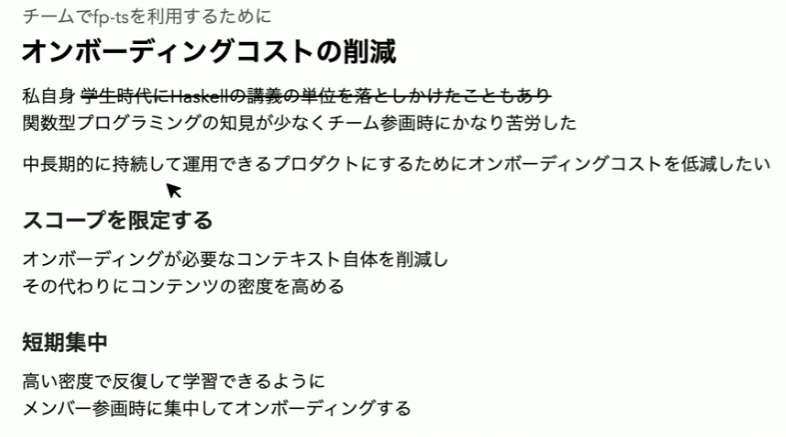 チームでfp-tsを利用するために
オンボーディングコストの削減
私自身 学生時代にHaskellの講義の単位を落としかけたこともあり
関数型プログラミングの知見が少なくチーム参画時にかなり苦労した
中長期的に持続して運用できるプロダクトにするためにオンボーディングコストを低減したい
スコープを限定する
オンボーディングが必要なコンテキスト自体を削減し
その代わりにコンテンツの密度を高める
短期集中
高い密度で反復して学習できるように
メンバー参画時に集中してオンボーディングする